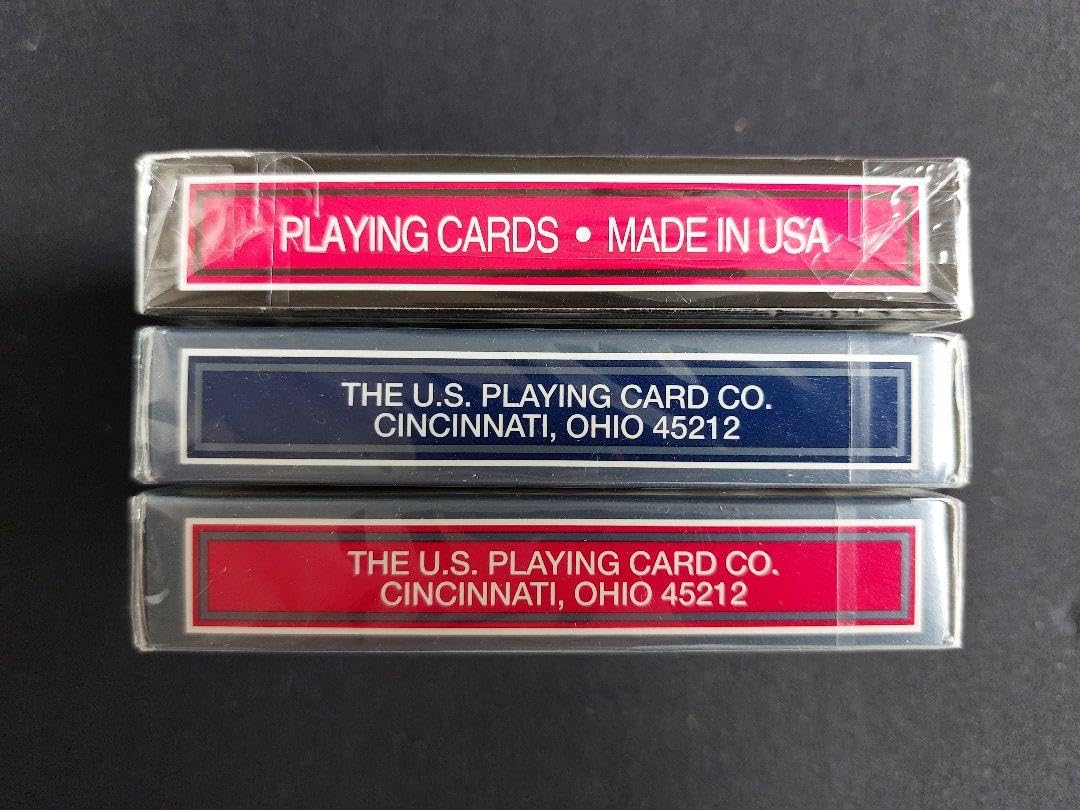 PLAYING CARDS • MADE IN USA
THE U.S. PLAYING CARD CO.
CINCINNATI, OHIO 45212
THE U.S. PLAYING CARD CO.
CINCINNATI, OHIO 45212